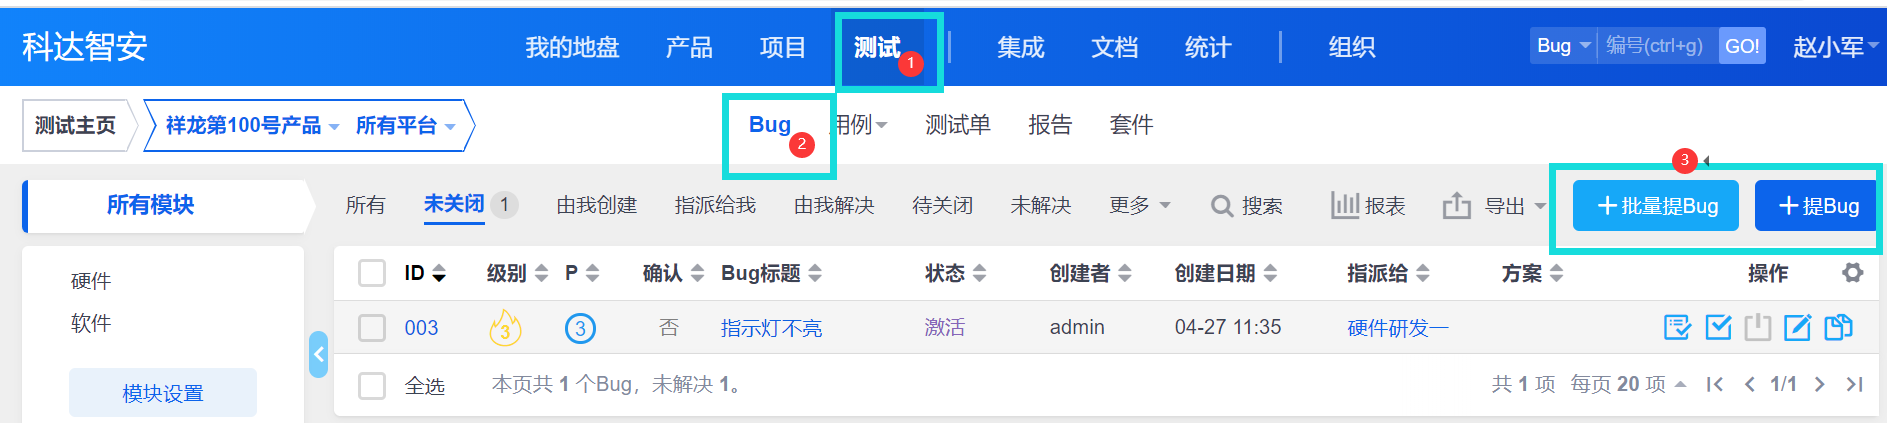 科达智安 我的地盘 产品 项目 测试 集成 文档 统计 组织 Bug 编号(ctrl+g) GO! 赵小军
1
测试主页 祥龙第100号产品 所有平台 Bug 用例 测试单 报告 套件
2
3
所有模块 所有 未关闭 1 由我创建 指派给我 由我解决 待关闭 未解决 更多 搜索 报表 导出 +批量提Bug +提Bug
硬件
软件
模块设置
ID 级别 P 确认 Bug标题 状态 创建者 创建日期 指派给 方案 操作
003 3 3 否 指示灯不亮 激活 admin 04-27 11:35 硬件研发一
全选 本页共 1 个Bug，未解决 1。 共 1 项 每页 20 项 1/1